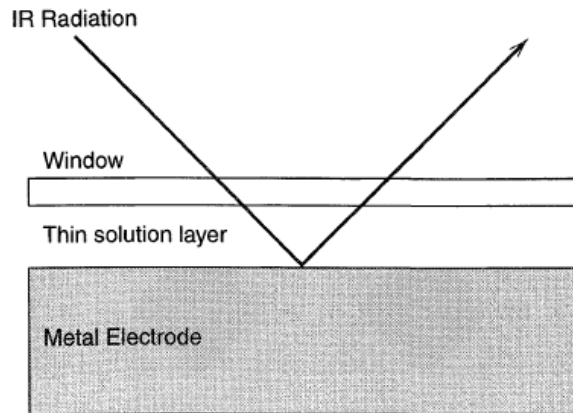 IR Radiation
Window
Thin solution layer
Metal Electrode